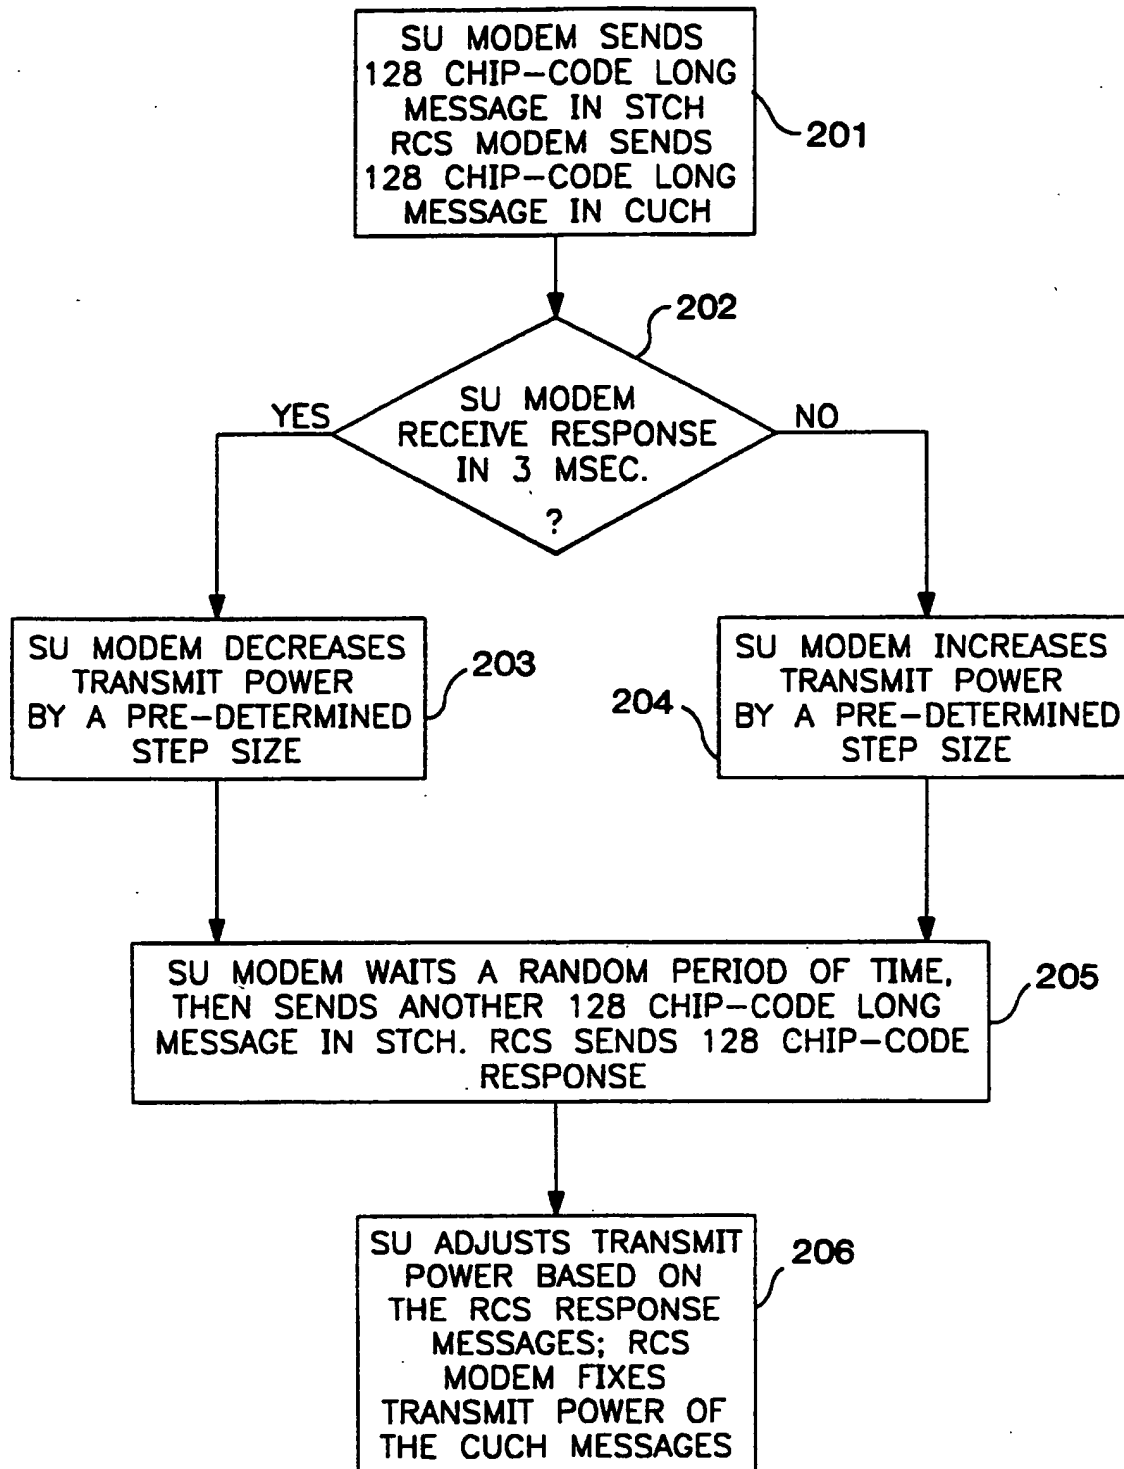 SU MODEM SENDS
128 CHIP-CODE LONG
MESSAGE IN STCH
RCS MODEM SENDS
128 CHIP-CODE LONG
MESSAGE IN CUCH
201
202
SU MODEM
RECEIVE RESPONSE
IN 3 MSEC.
?
YES
NO
SU MODEM DECREASES
TRANSMIT POWER
BY A PRE-DETERMINED
STEP SIZE
203
SU MODEM INCREASES
TRANSMIT POWER
BY A PRE-DETERMINED
STEP SIZE
204
SU MODEM WAITS A RANDOM PERIOD OF TIME,
THEN SENDS ANOTHER 128 CHIP-CODE LONG
MESSAGE IN STCH. RCS SENDS 128 CHIP-CODE
RESPONSE
205
SU ADJUSTS TRANSMIT
POWER BASED ON
THE RCS RESPONSE
MESSAGES; RCS
MODEM FIXES
TRANSMIT POWER OF
THE CUCH MESSAGES
206